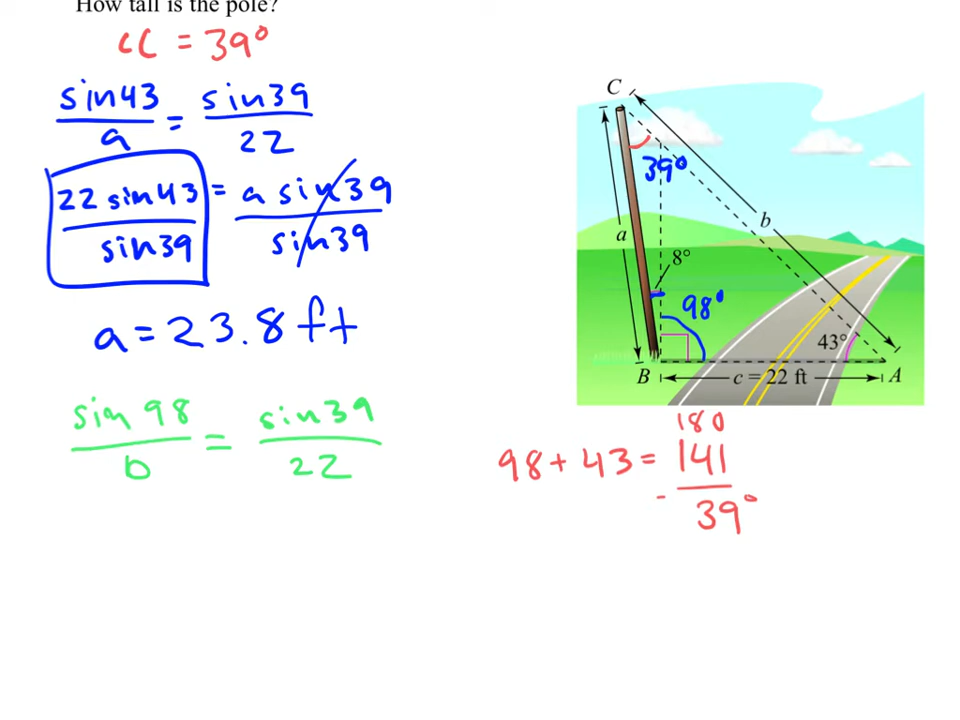 How tall is the pole?
∠C = 39°
sin43/a = sin39/22
22 sin43/sin39 = a sin39/sin39
a = 23.8 ft
sin 98/b = sin39/22
C
39°
b
a
8°
98°
43°
B c = 22 ft A
180
98 + 43 = 141
- 39°